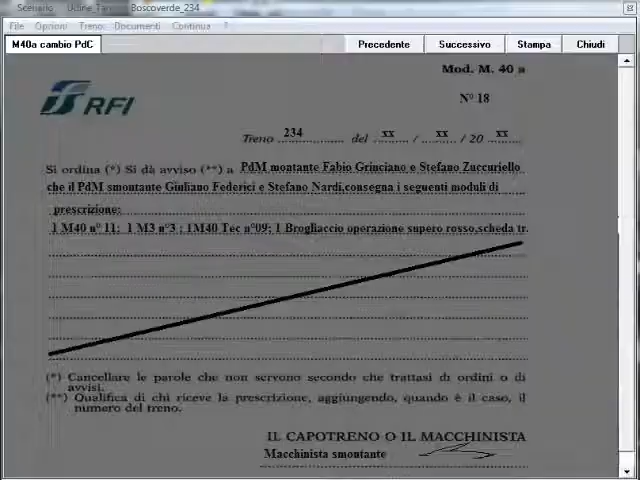 Scenario Udine_Tarvisio_Boscoverde_234
File Opzioni Treno Documenti Continua ?
M40a cambio PdC Precedente Successivo Stampa Chiudi
Mod. M. 40 a
RFI
N° 18
Treno 234 del xx / xx / 20 xx
Si ordina (*) Si dà avviso (**) a PdM montante Fabio Grinciano e Stefano Zuccuriello
che il PdM smontante Giuliano Federici e Stefano Nardi,consegna i seguenti moduli di
prescrizione:
1 M40 n° 11; 1 M3 n°3 ; 1M40 Tec n°09; 1 Brogliaccio operazione supero rosso,scheda tr.
(*) Cancellare le parole che non servono secondo che trattasi di ordini o di
avvisi.
(**) Qualifica di chi riceve la prescrizione, aggiungendo, quando è il caso, il
numero del treno.
IL CAPOTRENO O IL MACCHINISTA
Macchinista smontante